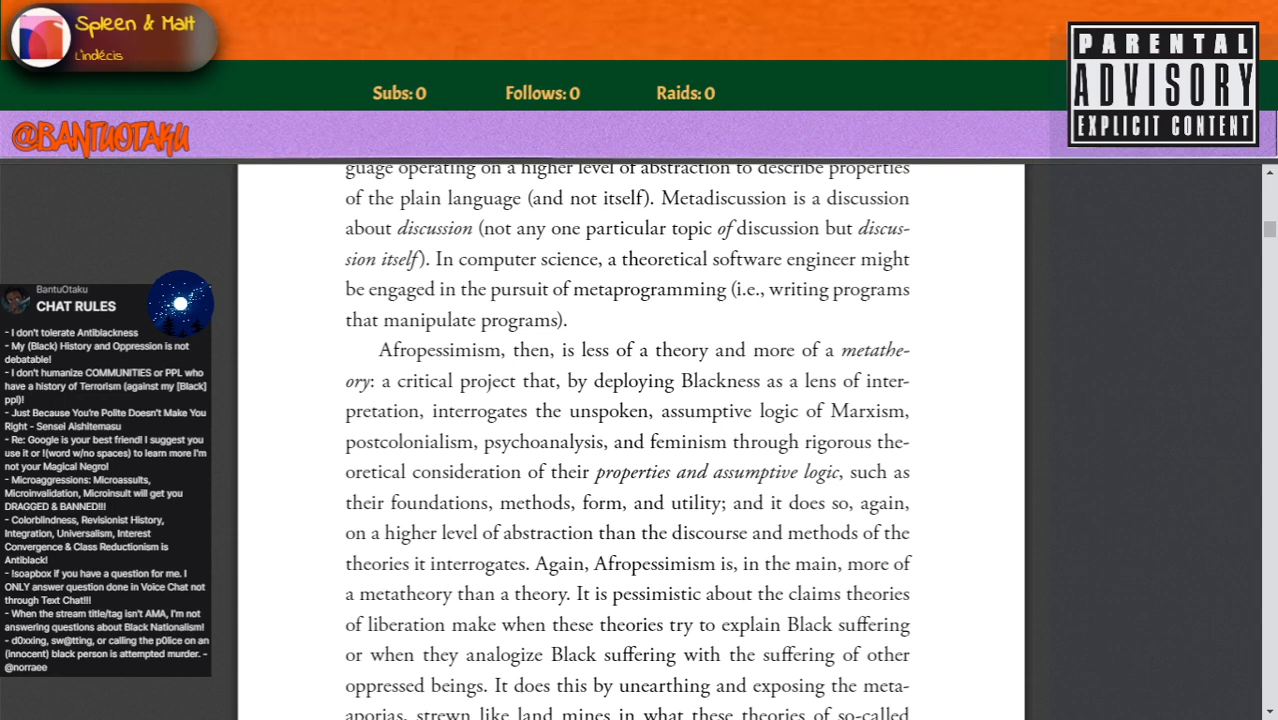 Spleen & Malt
L'indécis
PARENTAL
ADVISORY
EXPLICIT CONTENT
Subs: 0 Follows: 0 Raids: 0
@BANTUOTAKU
guage operating on a higher level of abstraction to describe properties
of the plain language (and not itself). Metadiscussion is a discussion
about discussion (not any one particular topic of discussion but discus-
sion itself). In computer science, a theoretical software engineer might
be engaged in the pursuit of metaprogramming (i.e., writing programs
that manipulate programs).
Afropessimism, then, is less of a theory and more of a metathe-
ory: a critical project that, by deploying Blackness as a lens of inter-
pretation, interrogates the unspoken, assumptive logic of Marxism,
postcolonialism, psychoanalysis, and feminism through rigorous the-
oretical consideration of their properties and assumptive logic, such as
their foundations, methods, form, and utility; and it does so, again,
on a higher level of abstraction than the discourse and methods of the
theories it interrogates. Again, Afropessimism is, in the main, more of
a metatheory than a theory. It is pessimistic about the claims theories
of liberation make when these theories try to explain Black suffering
or when they analogize Black suffering with the suffering of other
oppressed beings. It does this by unearthing and exposing the meta-
aporias, strewn like land mines in what these theories of so-called
BantuOtaku
CHAT RULES
- I don't tolerate Antiblackness
- My (Black) History and Oppression is not
debatable!
- I don't humanize COMMUNITIES or PPL who
have a history of Terrorism (against my [Black]
ppl)!
- Just Because You're Polite Doesn't Make You
Right - Sensei Aishitemasu
- Re: Google is your best friend! I suggest you
use it or !(word w/no spaces) to learn more I'm
not your Magical Negro!
- Microaggressions: Microassults,
Microinvalidation, Microinsult will get you
DRAGGED & BANNED!!!
- Colorblindness, Revisionist History,
Integration, Universalism, Interest
Convergence & Class Reductionism is
Antiblack!
- !soapbox if you have a question for me. I
ONLY answer question done in Voice Chat not
through Text Chat!!!
- When the stream title/tag isn't AMA, I'm not
answering questions about Black Nationalism!
- d0xxing, sw@tting, or calling the p0lice on an
(innocent) black person is attempted murder. -
@norraee